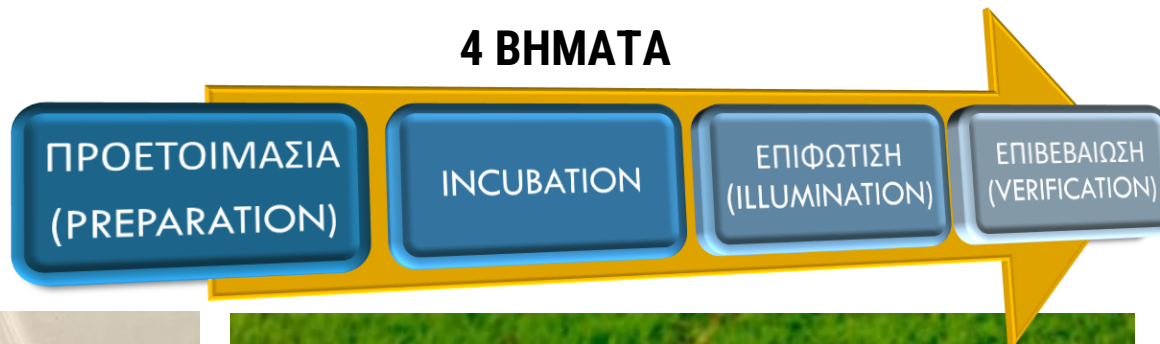 4 ΒΗΜΑΤΑ
ΠΡΟΕΤΟΙΜΑΣΙΑ
(PREPARATION)
INCUBATION
ΕΠΙΦΩΤΙΣΗ
(ILLUMINATION)
ΕΠΙΒΕΒΑΙΩΣΗ
(VERIFICATION)